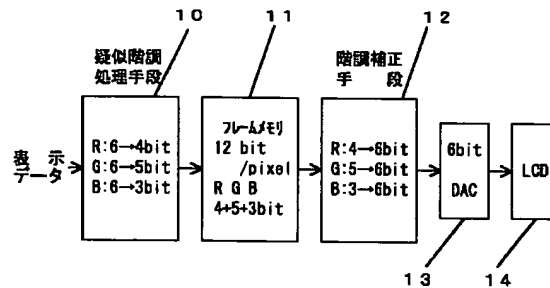 10
11
12
疑似階調
処理手段
階調補正
手 段
表 示
データ
R:6→4bit
G:6→5bit
B:6→3bit
フレームメモリ
12 bit
/pixel
R G B
4+5+3bit
R:4→6bit
G:5→6bit
B:3→6bit
6bit
DAC
LCD
13
14